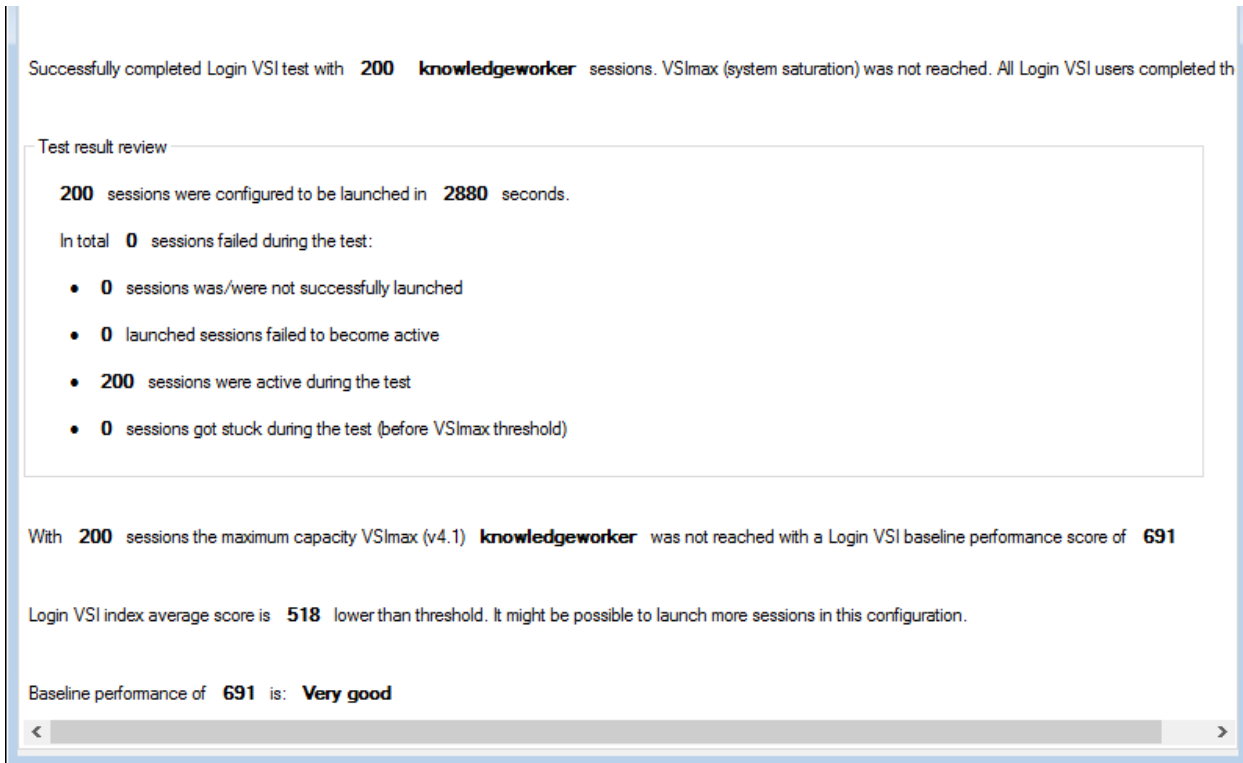 Successfully completed Login VSI test with 200 knowledgeworker sessions. VSImax (system saturation) was not reached. All Login VSI users completed th
Test result review
200 sessions were configured to be launched in 2880 seconds.
In total 0 sessions failed during the test:
• 0 sessions was/were not successfully launched
• 0 launched sessions failed to become active
• 200 sessions were active during the test
• 0 sessions got stuck during the test (before VSImax threshold)
With 200 sessions the maximum capacity VSImax (v4.1) knowledgeworker was not reached with a Login VSI baseline performance score of 691
Login VSI index average score is 518 lower than threshold. It might be possible to launch more sessions in this configuration.
Baseline performance of 691 is: Very good